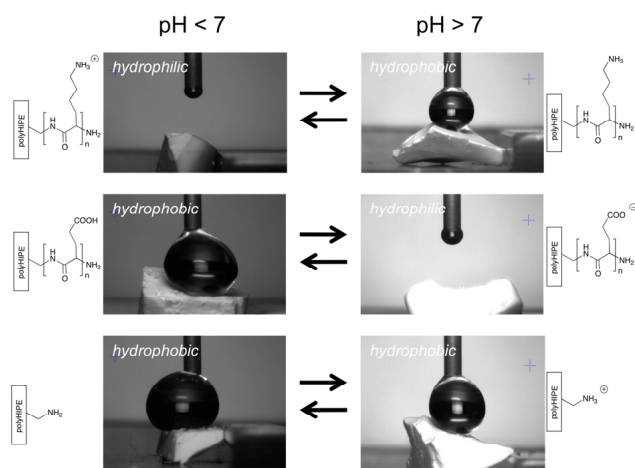 pH < 7
pH > 7
hydrophilic
hydrophobic
NH₃ ⊕
polyHIPE
H
N
O
n
NH₂
NH₂
polyHIPE
H
N
O
n
NH₂
hydrophobic
hydrophilic
COOH
polyHIPE
H
N
O
n
NH₃
COO ⊖
polyHIPE
H
N
O
n
NH₂
hydrophobic
hydrophobic
polyHIPE
NH₂
polyHIPE
NH₃ ⊕